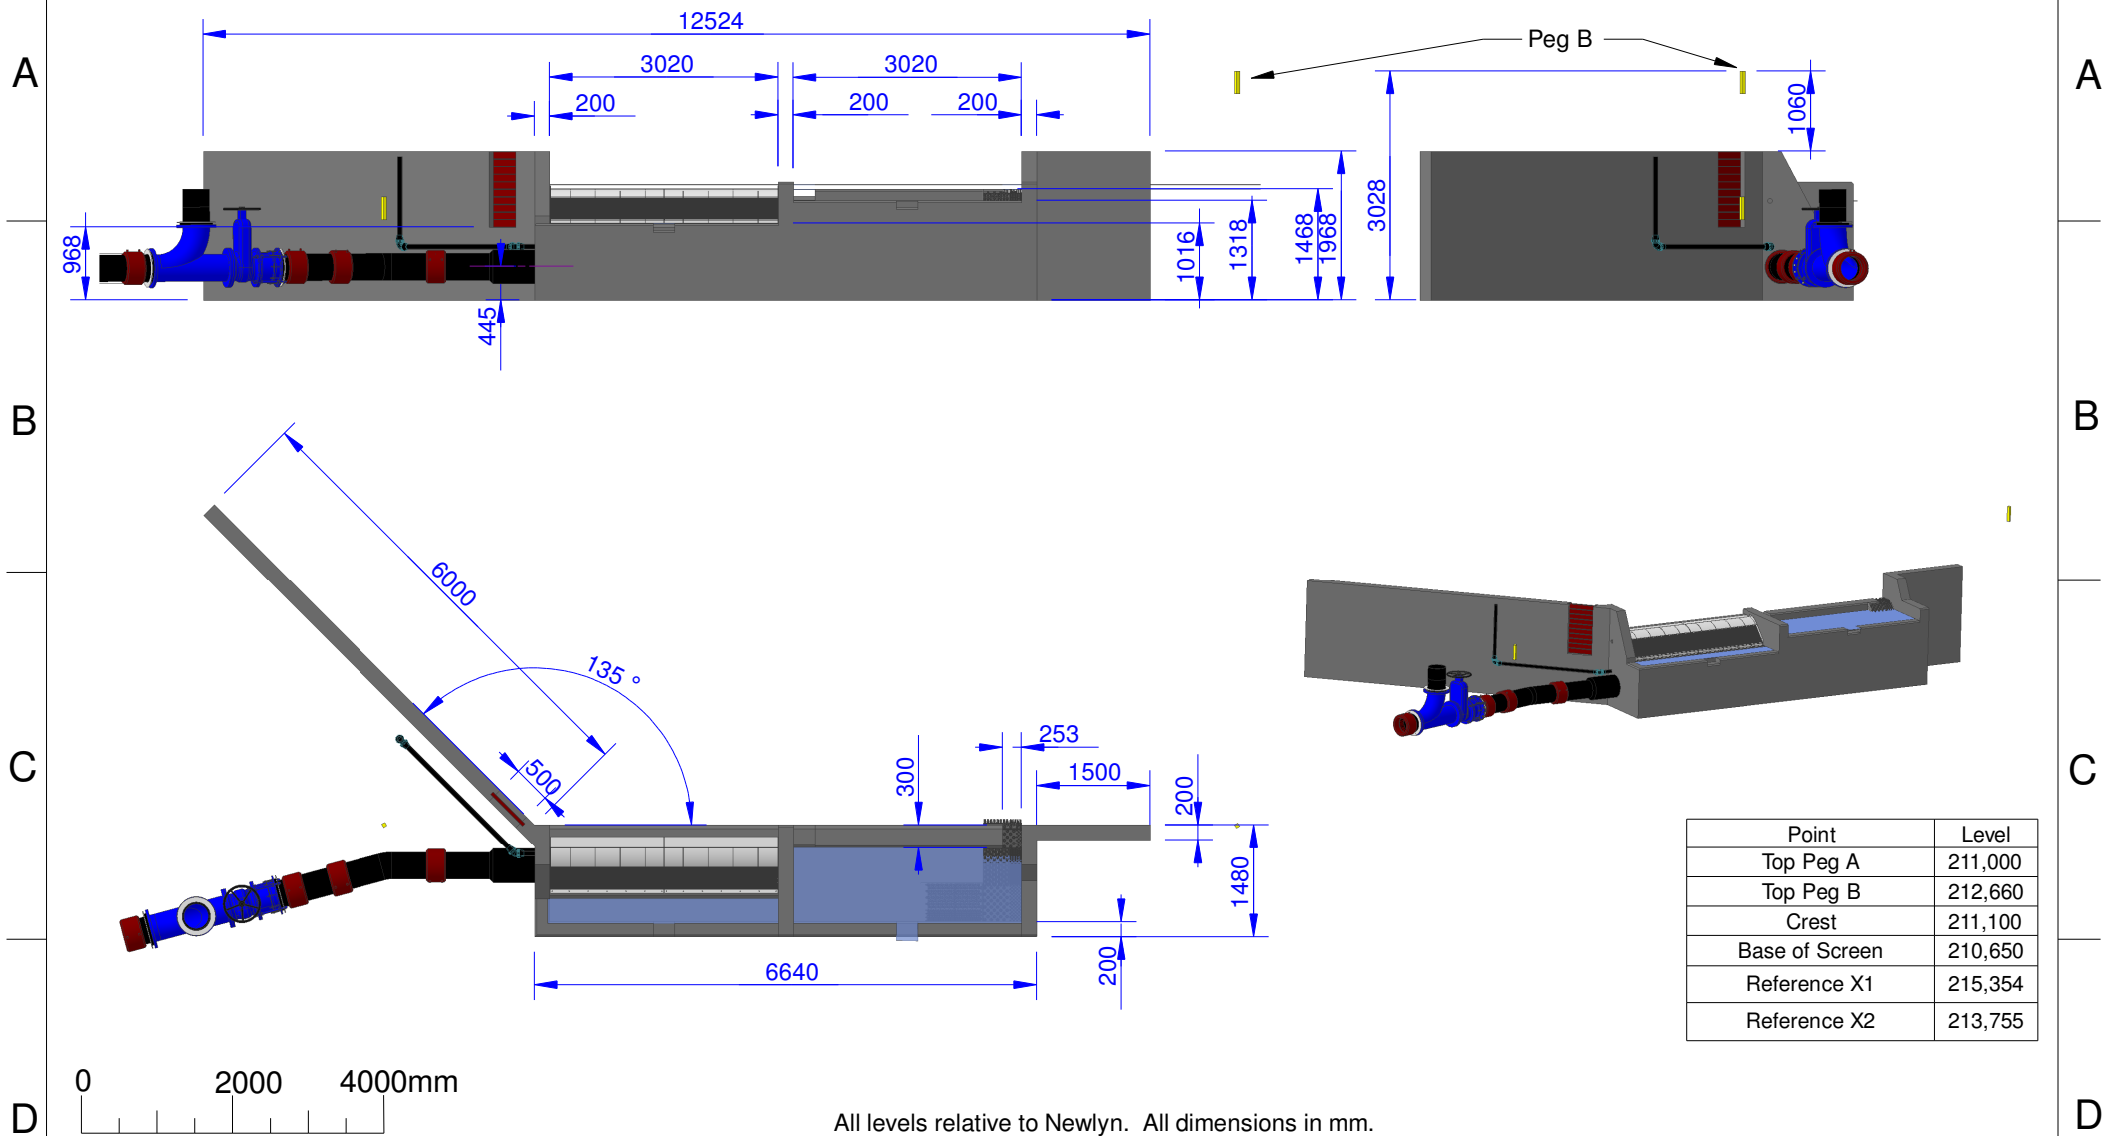 12524
Peg B
A
3020
3020
A
200
200
200
1060
3028
968
445
1016
1318
1468
1968
B
B
6000
135 °
500
300
253
1500
200
C
C
1480
200
6640
Point Level
Top Peg A 211,000
Top Peg B 212,660
Crest 211,100
Base of Screen 210,650
Reference X1 215,354
Reference X2 213,755
0 2000 4000mm
D
All levels relative to Newlyn. All dimensions in mm.
D